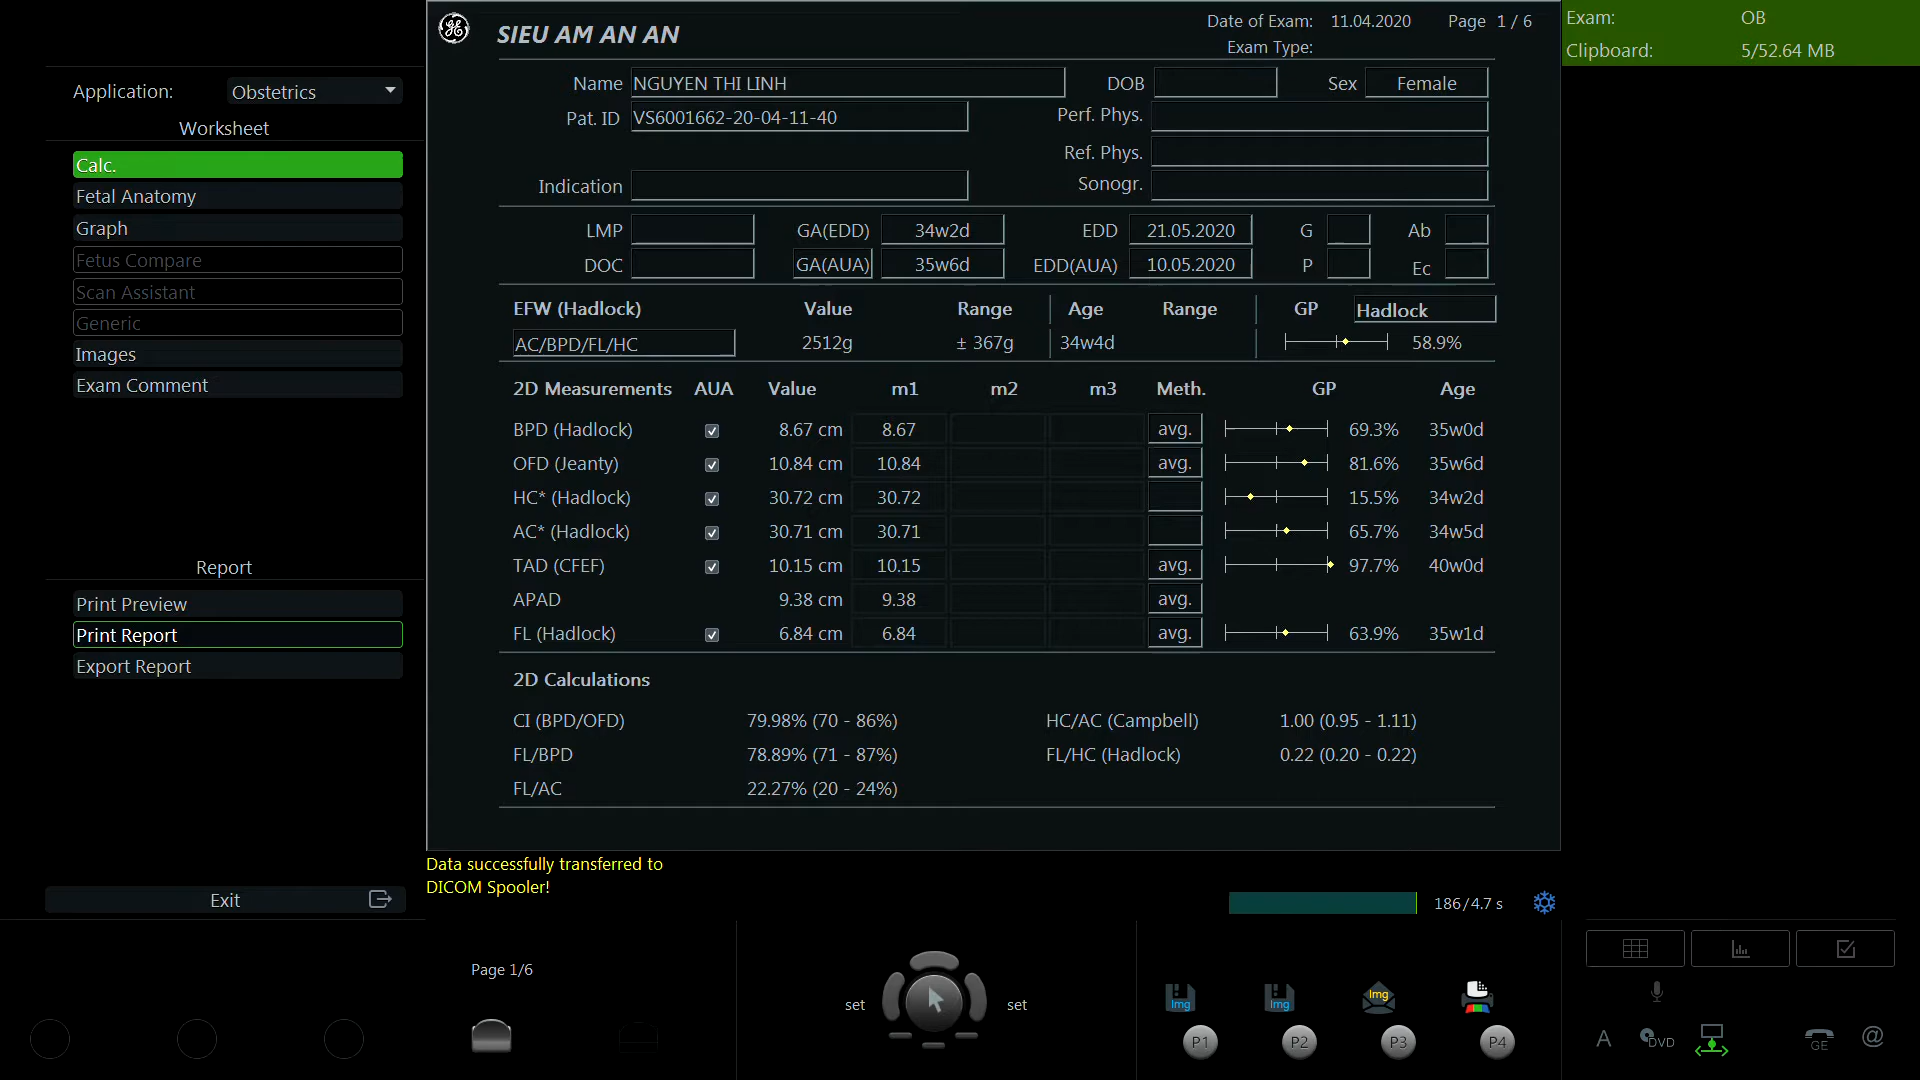 SIEU AM AN AN
Date of Exam: 11.04.2020 Page 1 / 6
Exam Type:
Exam: OB
Clipboard: 5/52.64 MB
Application: Obstetrics
Worksheet
Calc.
Fetal Anatomy
Graph
Fetus Compare
Scan Assistant
Generic
Images
Exam Comment
Report
Print Preview
Print Report
Export Report
Exit
Name NGUYEN THI LINH DOB Sex Female
Pat. ID VS6001662-20-04-11-40 Perf. Phys.
Ref. Phys.
Indication Sonogr.
LMP GA(EDD) 34w2d EDD 21.05.2020 G Ab
DOC GA(AUA) 35w6d EDD(AUA) 10.05.2020 P Ec
EFW (Hadlock) Value Range Age Range GP Hadlock
AC/BPD/FL/HC 2512g ± 367g 34w4d 58.9%
2D Measurements AUA Value m1 m2 m3 Meth. GP Age
BPD (Hadlock) 8.67 cm 8.67 avg. 69.3% 35w0d
OFD (Jeanty) 10.84 cm 10.84 avg. 81.6% 35w6d
HC* (Hadlock) 30.72 cm 30.72 15.5% 34w2d
AC* (Hadlock) 30.71 cm 30.71 65.7% 34w5d
TAD (CFEF) 10.15 cm 10.15 avg. 97.7% 40w0d
APAD 9.38 cm 9.38 avg.
FL (Hadlock) 6.84 cm 6.84 avg. 63.9% 35w1d
2D Calculations
CI (BPD/OFD) 79.98% (70 - 86%) HC/AC (Campbell) 1.00 (0.95 - 1.11)
FL/BPD 78.89% (71 - 87%) FL/HC (Hadlock) 0.22 (0.20 - 0.22)
FL/AC 22.27% (20 - 24%)
Data successfully transferred to
DICOM Spooler!
186/4.7 s
Page 1/6
set set
Img Img Img
P1 P2 P3 P4
A DVD GE @